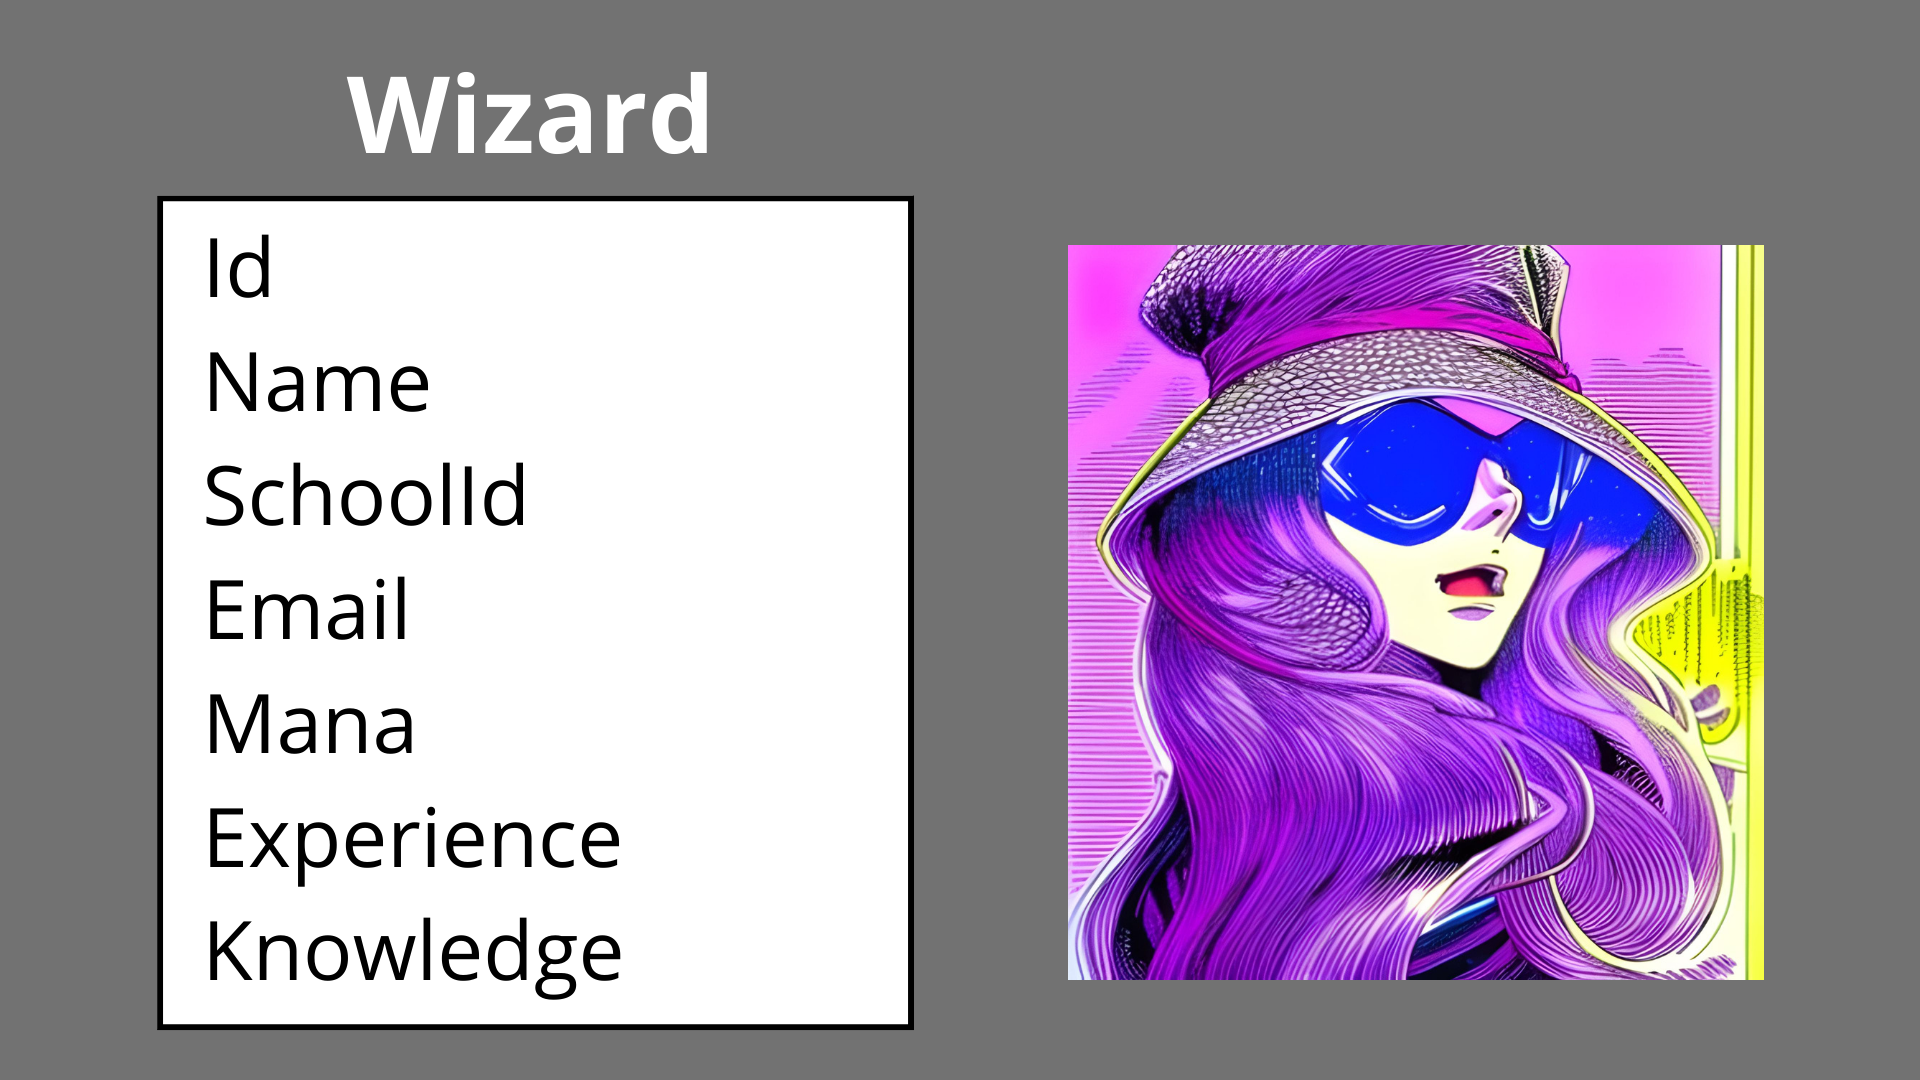 Wizard
Id
Name
SchoolId
Email
Mana
Experience
Knowledge